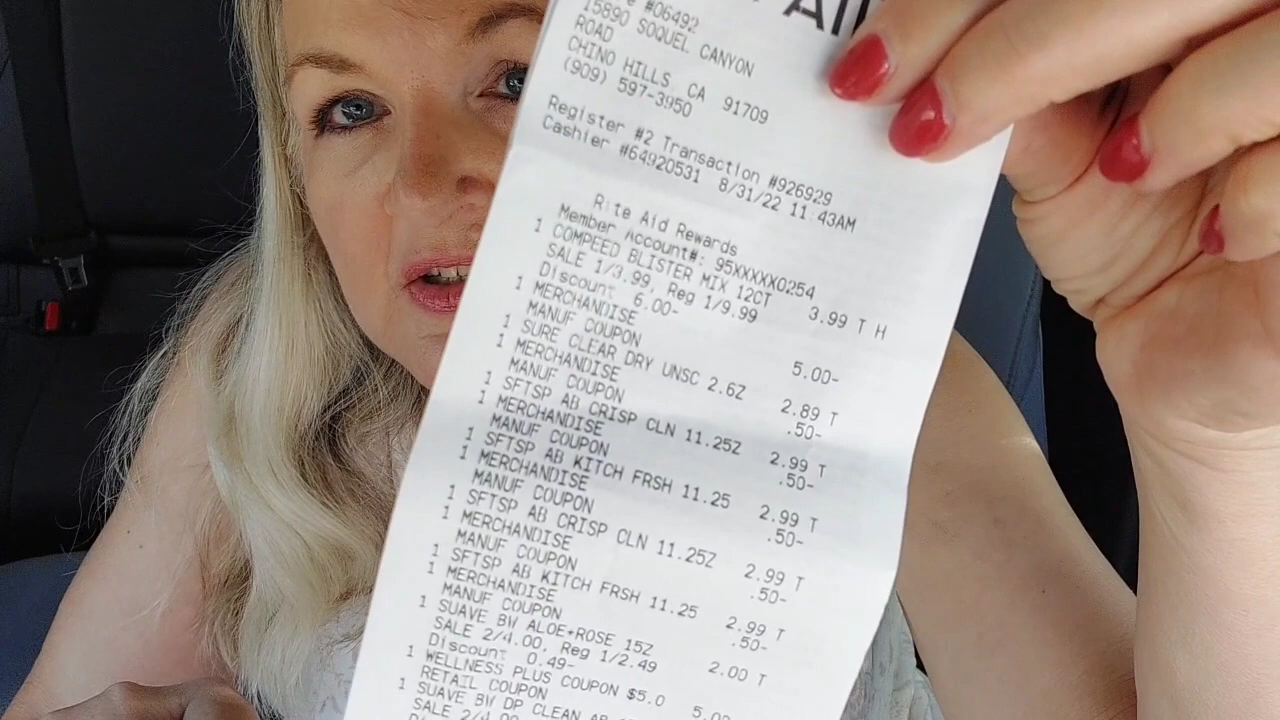 #06492
15890 SOQUEL CANYON
ROAD
CHINO HILLS, CA 91709
(909) 597-3950
Register #2 Transaction #926929
Cashier #64920531 8/31/22 11:43AM
Rite Aid Rewards
Member Account#: 95XXXXXX0254
1 COMPEED BLISTER MIX 12CT 3.99 T H
SALE 1/3.99, Reg 1/9.99
Discount 6.00-
1 MERCHANDISE 5.00-
MANUF COUPON
1 SURE CLEAR DRY UNSC 2.6Z 2.89 T
1 MERCHANDISE .50-
MANUF COUPON
1 SFTSP AB CRISP CLN 11.25Z 2.99 T
1 MERCHANDISE .50-
MANUF COUPON
1 SFTSP AB KITCH FRSH 11.25 2.99 T
1 MERCHANDISE .50-
MANUF COUPON
1 SFTSP AB CRISP CLN 11.25Z 2.99 T
1 MERCHANDISE .50-
MANUF COUPON
1 SFTSP AB KITCH FRSH 11.25 2.99 T
1 MERCHANDISE .50-
MANUF COUPON
1 SUAVE BW ALOE+ROSE 15Z 2.00 T
SALE 2/4.00, Reg 1/2.49
Discount 0.49-
1 WELLNESS PLUS COUPON $5.0
RETAIL COUPON
1 SUAVE BW DP CLEAN
SALE 2/4.00